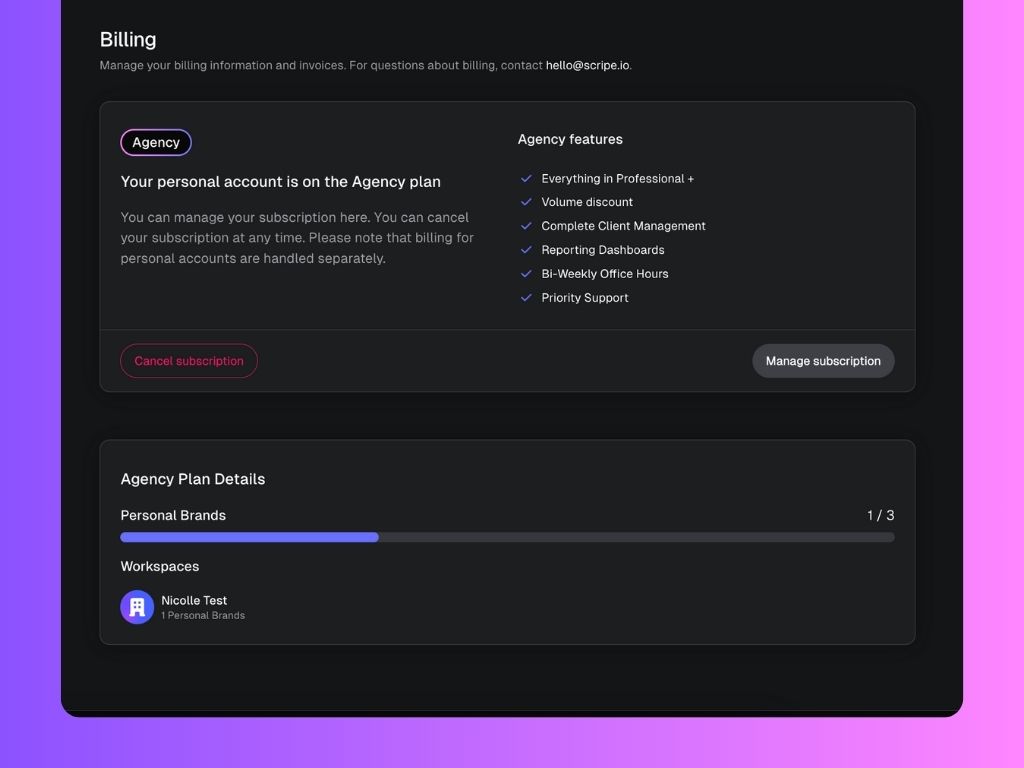 Billing
Manage your billing information and invoices. For questions about billing, contact hello@scripe.io.
Agency
Your personal account is on the Agency plan
You can manage your subscription here. You can cancel
your subscription at any time. Please note that billing for
personal accounts are handled separately.
Agency features
Everything in Professional +
Volume discount
Complete Client Management
Reporting Dashboards
Bi-Weekly Office Hours
Priority Support
Cancel subscription
Manage subscription
Agency Plan Details
Personal Brands
1 / 3
Workspaces
Nicolle Test
1 Personal Brands